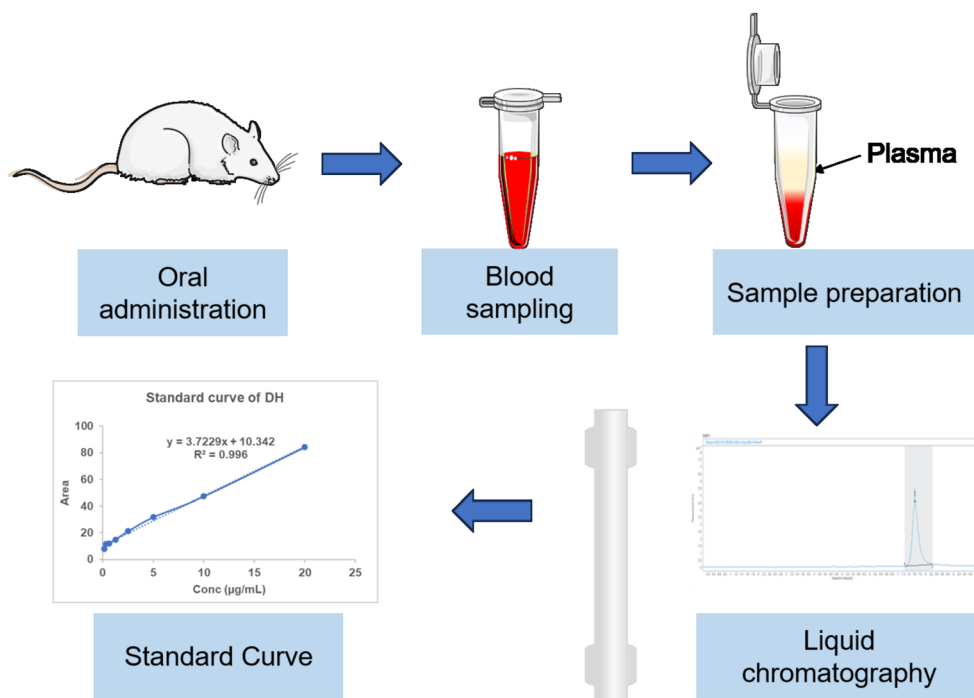 Plasma
Oral
administration
Blood
sampling
Sample preparation
Standard curve of DH
y = 3.7229x + 10.342
R² = 0.996
Area
100
80
60
40
20
0
0 5 10 15 20 25
Conc (µg/mL)
Standard Curve
Liquid
chromatography